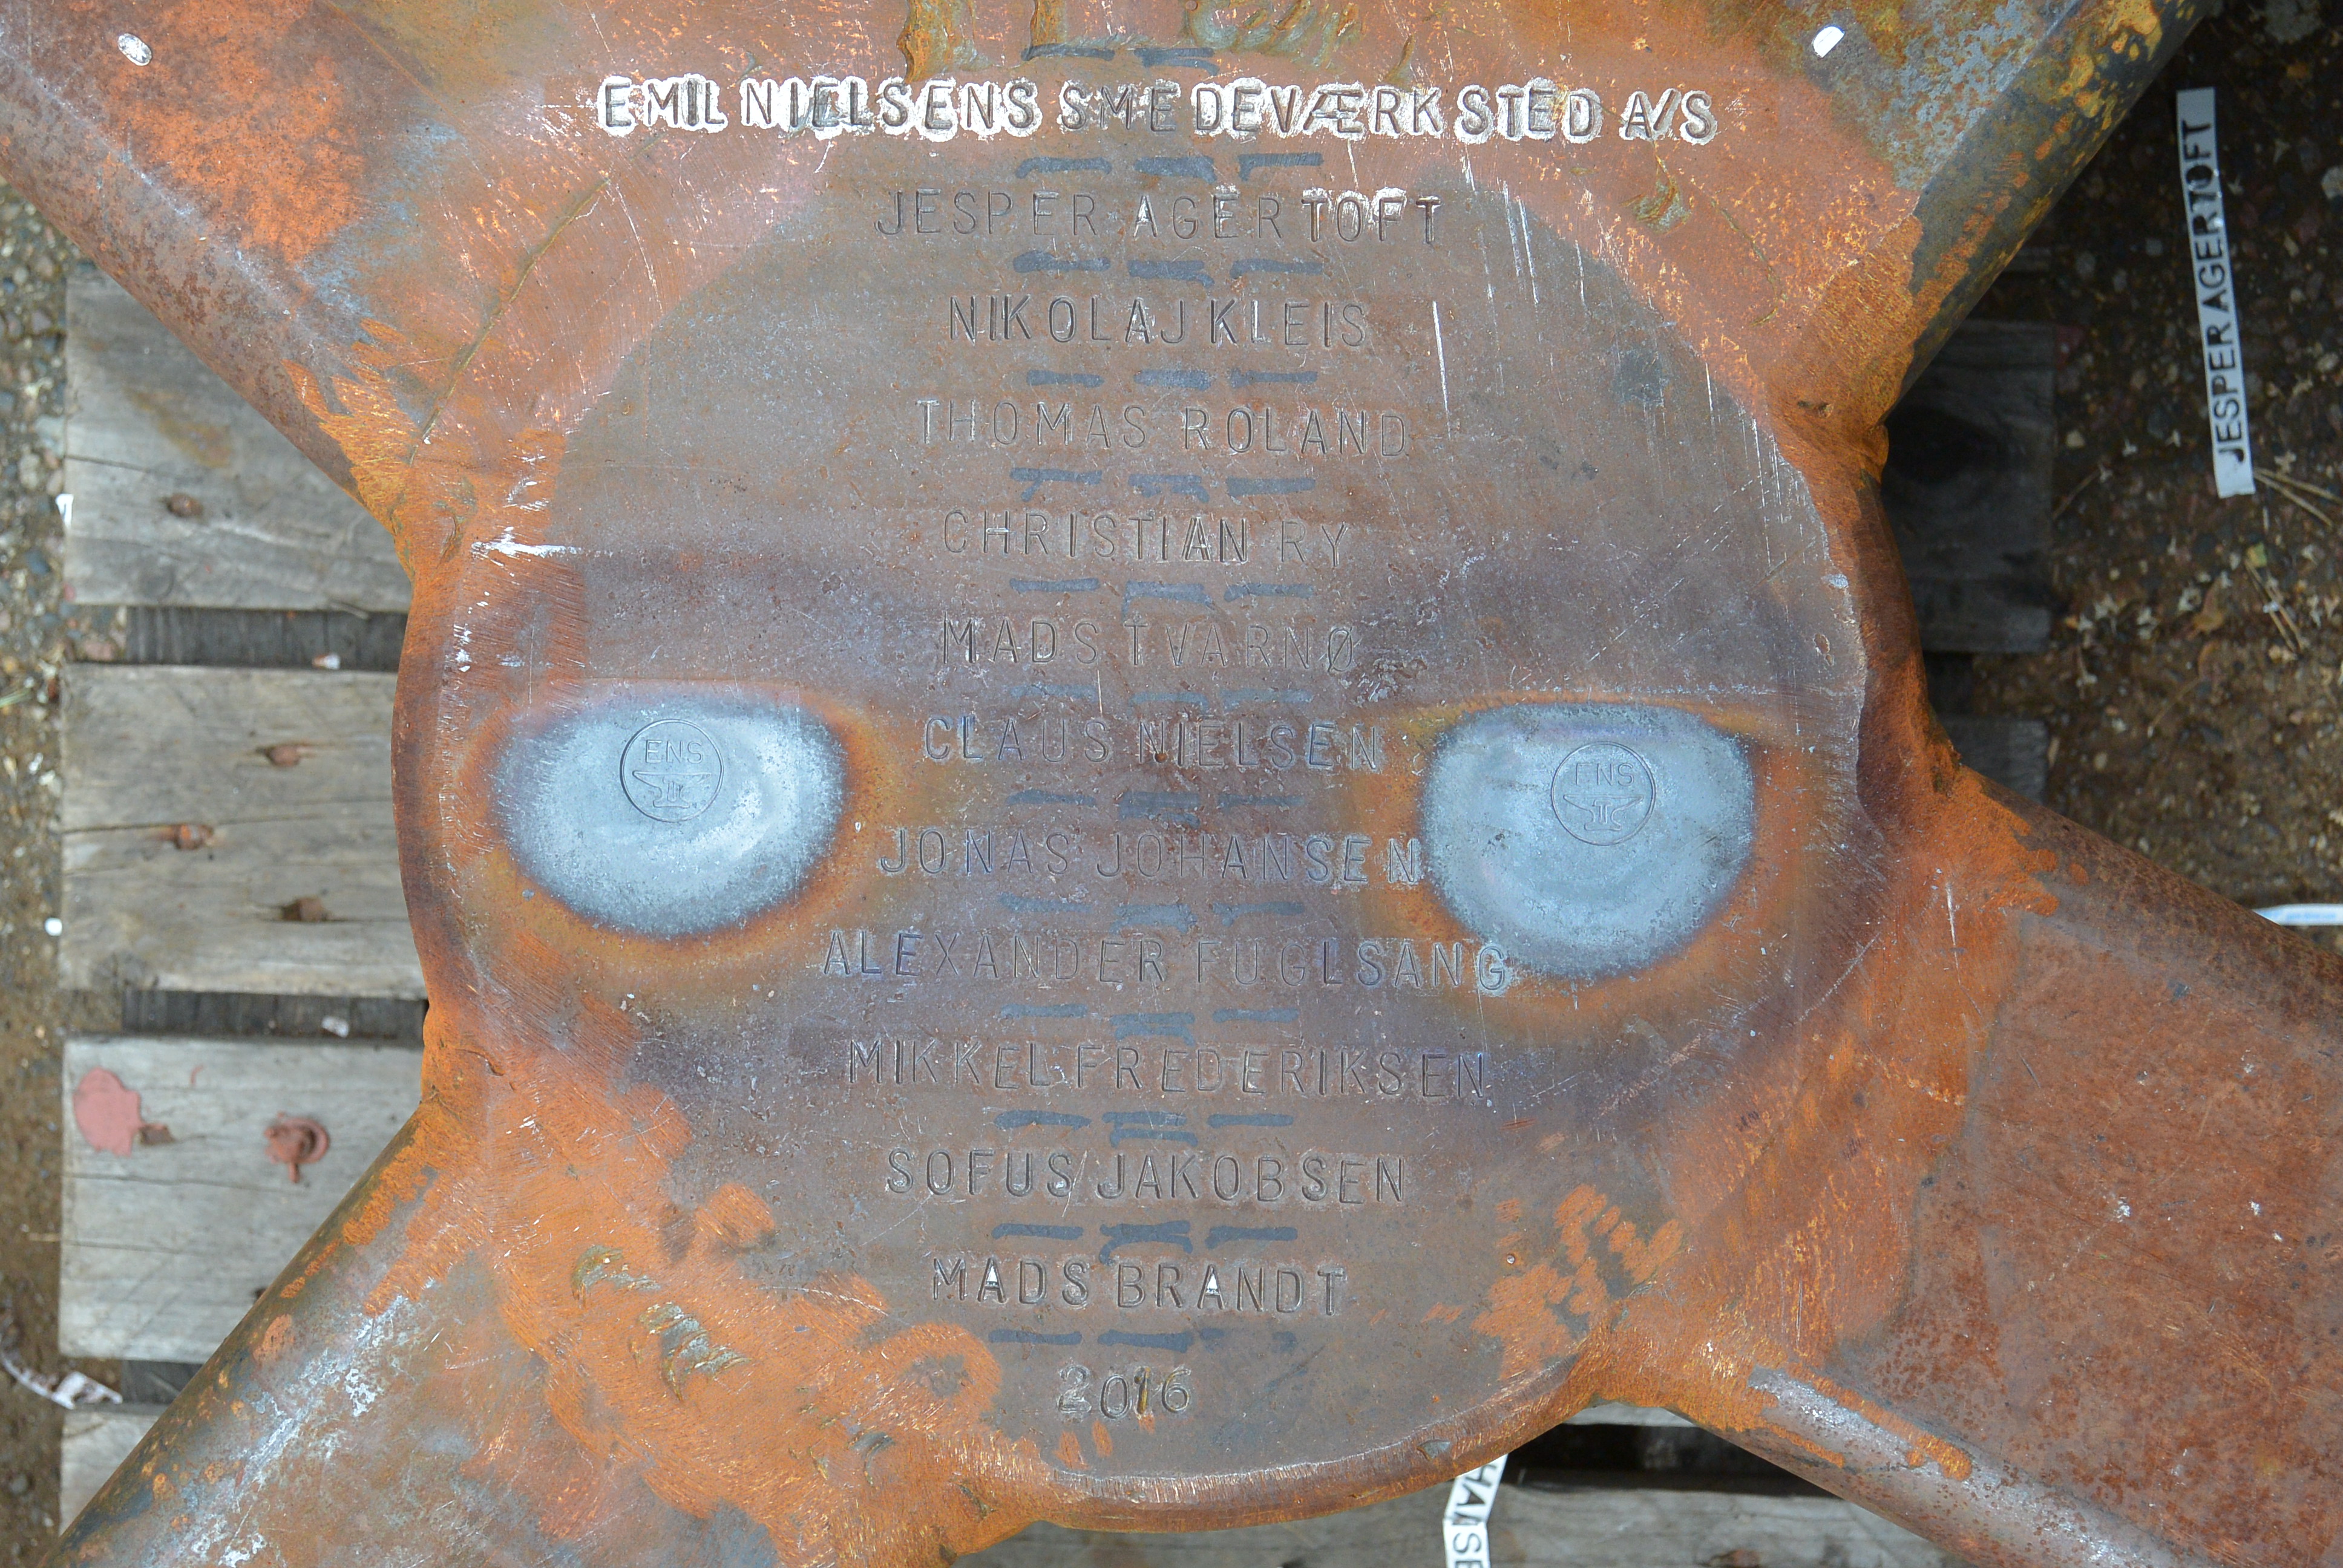 EMIL NIELSENS SMEDEVÆRKSTED A/S
JESPER AGERTOFT
NIKOLAJ KLEIS
THOMAS ROLAND
CHRISTIAN RY
MADS TVARNØ
CLAUS NIELSEN
ENS
ENS
JONAS JOHANSEN
ALEXANDER FUGLSANG
MIKKEL FREDERIKSEN
SOFUS JAKOBSEN
MADS BRANDT
2016
JESPER AGERTOFT